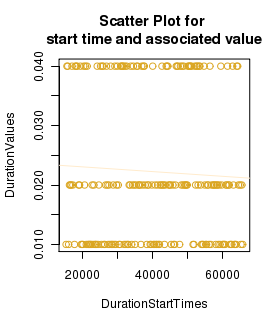 Scatter Plot for
start time and associated value
DurationValues
0.040
0.030
0.020
0.010
20000 40000 60000
DurationStartTimes